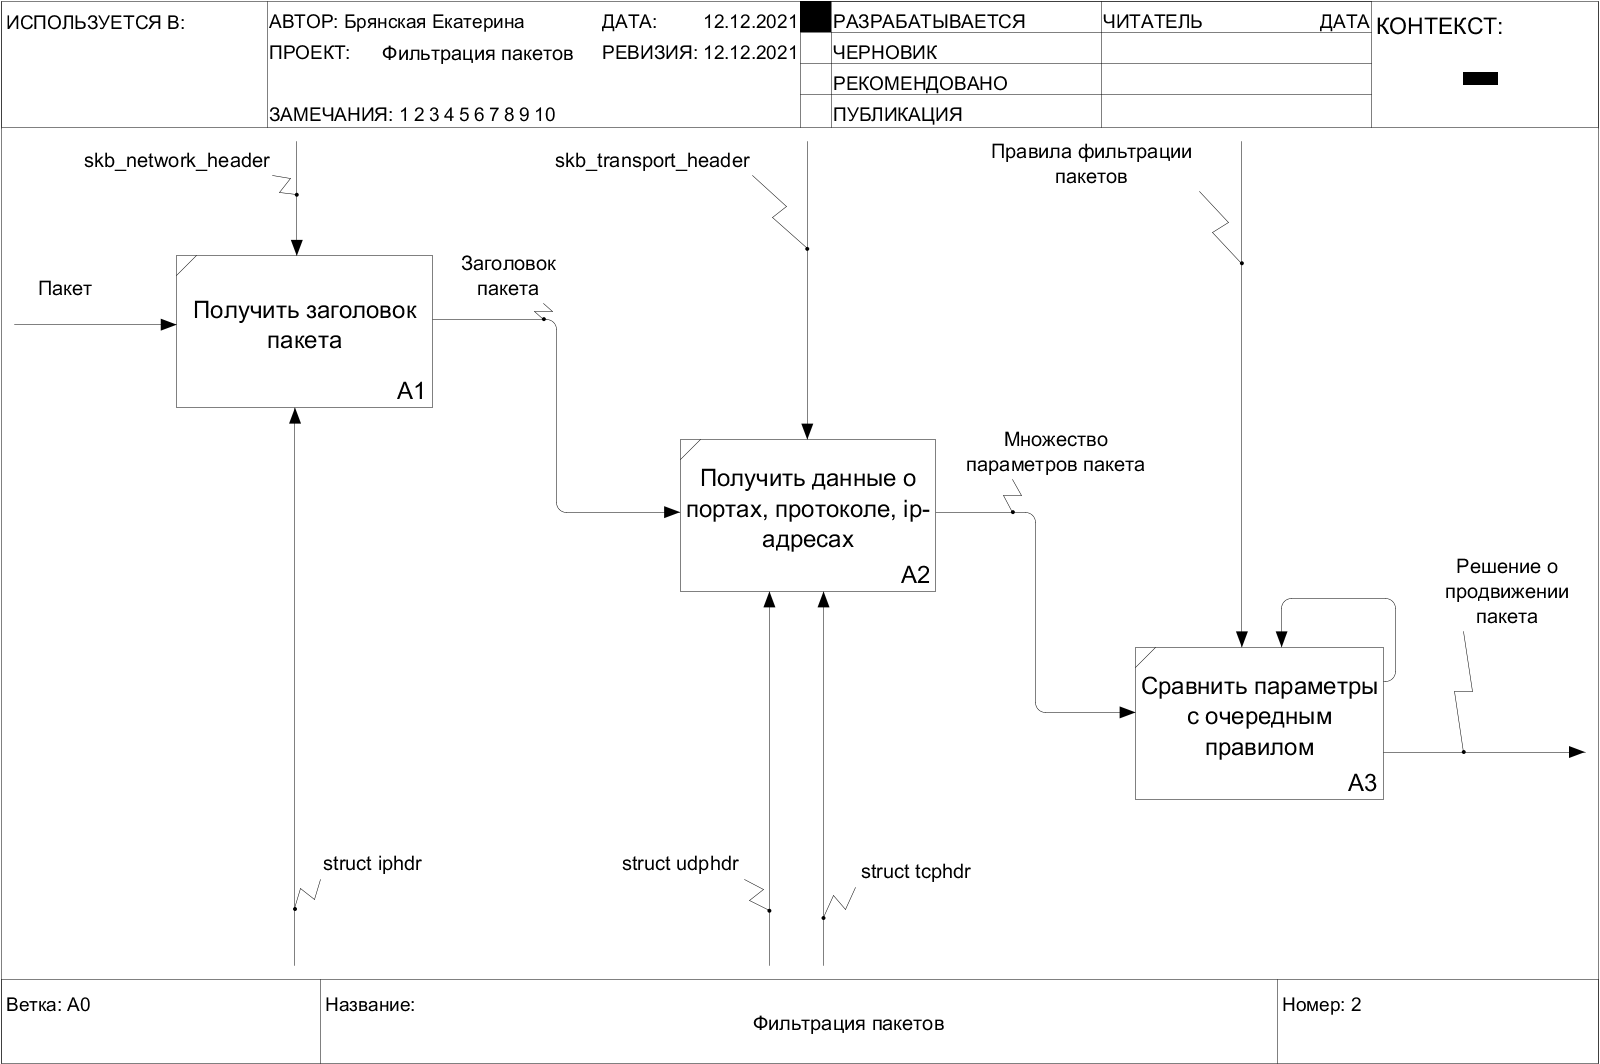 ИСПОЛЬЗУЕТСЯ В:
АВТОР: Брянская Екатерина
ДАТА: 12.12.2021
ПРОЕКТ: Фильтрация пакетов
РЕВИЗИЯ: 12.12.2021
ЗАМЕЧАНИЯ: 1 2 3 4 5 6 7 8 9 10
РАЗРАБАТЫВАЕТСЯ
ЧЕРНОВИК
РЕКОМЕНДОВАНО
ПУБЛИКАЦИЯ
ЧИТАТЕЛЬ
ДАТА
КОНТЕКСТ:
skb_network_header
skb_transport_header
Правила фильтрации
пакетов
Пакет
Получить заголовок
пакета
A1
Заголовок
пакета
Получить данные о
портах, протоколе, ip-
адресах
A2
Множество
параметров пакета
Сравнить параметры
с очередным
правилом
A3
Решение о
продвижении
пакета
struct iphdr
struct udphdr
struct tcphdr
Ветка: A0
Название:
Фильтрация пакетов
Номер: 2